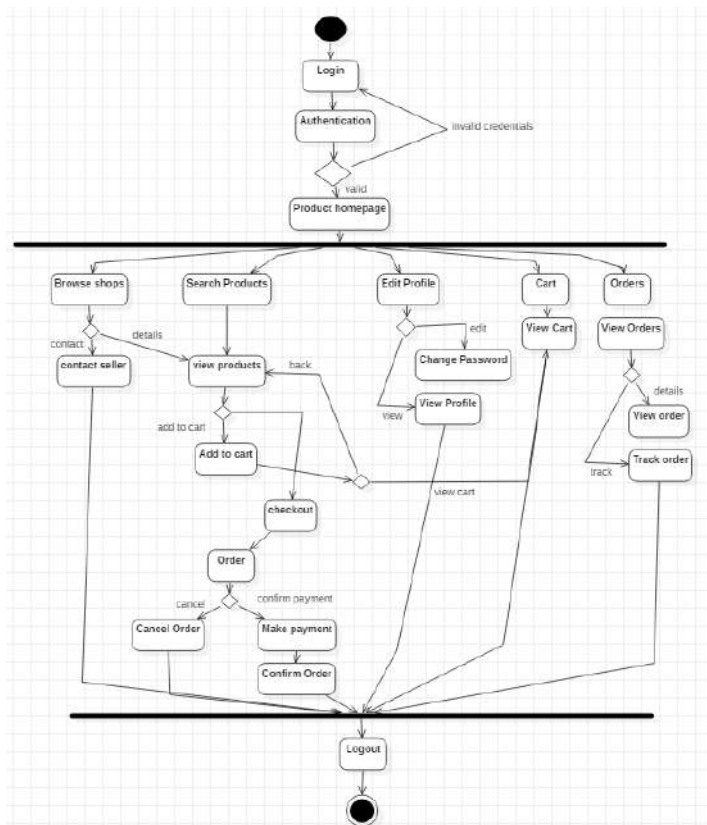 Login
Authentication
invalid credentials
valid
Product homepage
Browse shops
Search Products
Edit Profile
Cart
Orders
contact
details
edit
View Cart
View Orders
contact seller
view products
back
Change Password
details
add to cart
view
View Profile
View order
Add to cart
track
Track order
view cart
checkout
Order
cancel
confirm payment
Cancel Order
Make payment
Confirm Order
Logout